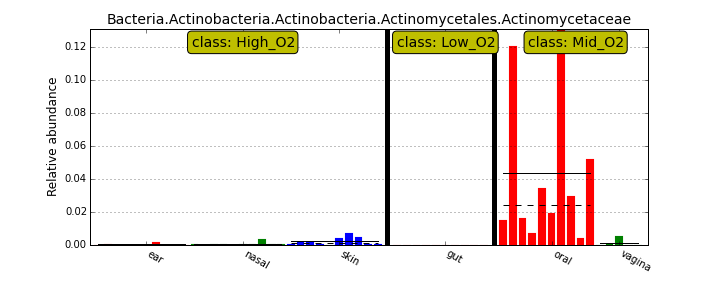 Bacteria.Actinobacteria.Actinobacteria.Actinomycetales.Actinomycetaceae
class: High_O2
class: Low_O2
class: Mid_O2
Relative abundance
0.12
0.10
0.08
0.06
0.04
0.02
0.00
ear
nasal
skin
gut
oral
vagina